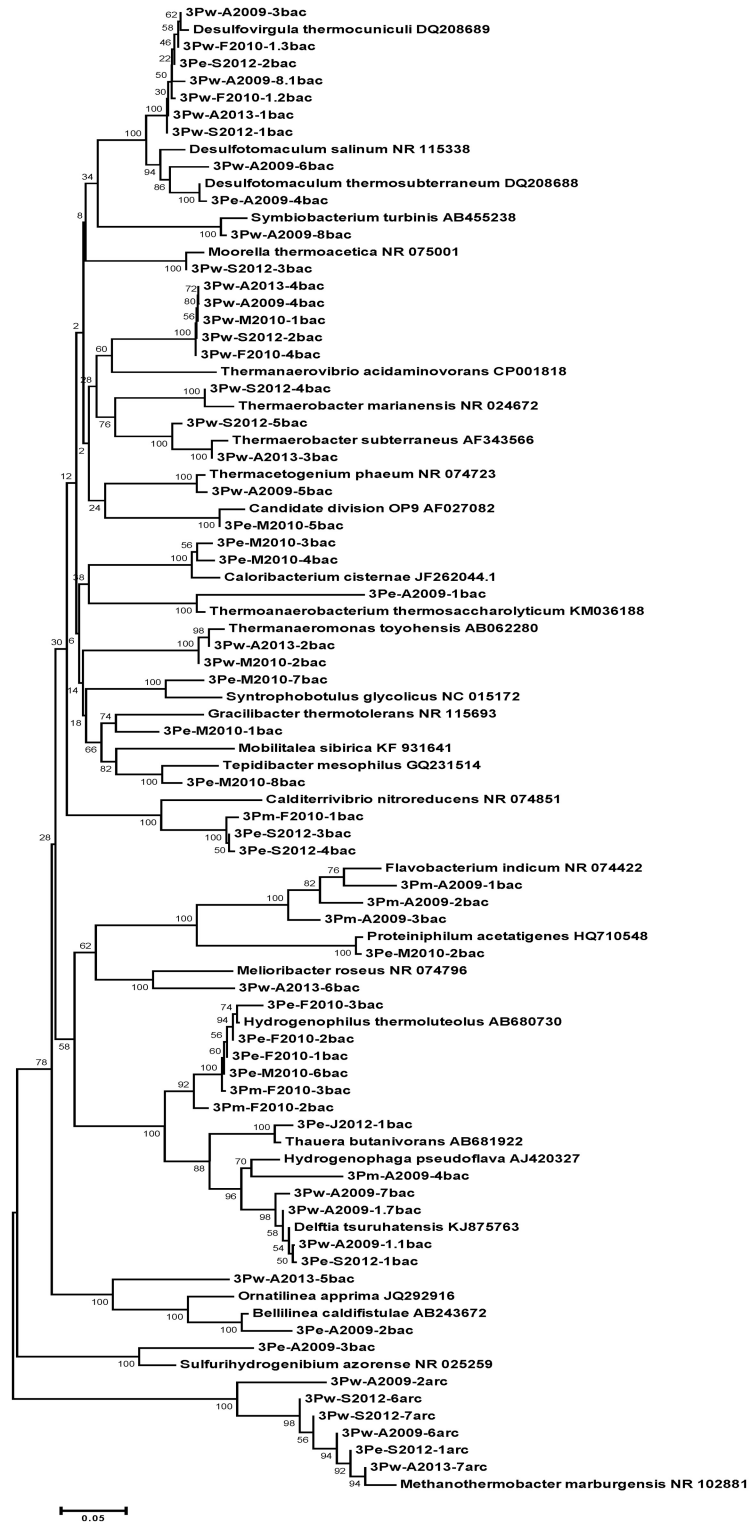 62
3Pw-A2009-3bac
58
Desulfovirgula thermocuniculi DQ208689
46
3Pw-F2010-1.3bac
22
3Pe-S2012-2bac
50
3Pw-A2009-8.1bac
30
3Pw-F2010-1.2bac
100
3Pw-A2013-1bac
100
3Pw-S2012-1bac
Desulfotomaculum salinum NR 115338
94
3Pw-A2009-6bac
34
86
Desulfotomaculum thermosubterraneum DQ208688
100
3Pe-A2009-4bac
8
Symbiobacterium turbinis AB455238
100
3Pw-A2009-8bac
Moorella thermoacetica NR 075001
100
3Pw-S2012-3bac
72
3Pw-A2013-4bac
80
3Pw-A2009-4bac
56
3Pw-M2010-1bac
2
100
3Pw-S2012-2bac
60
3Pw-F2010-4bac
Thermanaerovibrio acidaminovorans CP001818
28
100
3Pw-S2012-4bac
Thermaerobacter marianensis NR 024672
76
3Pw-S2012-5bac
2
100
Thermaerobacter subterraneus AF343566
100
3Pw-A2013-3bac
12
100
Thermacetogenium phaeum NR 074723
3Pw-A2009-5bac
24
Candidate division OP9 AF027082
100
3Pe-M2010-5bac
56
3Pe-M2010-3bac
100
3Pe-M2010-4bac
38
Caloribacterium cisternae JF262044.1
3Pe-A2009-1bac
100
Thermoanaerobacterium thermosaccharolyticum KM036188
98
Thermanaeromonas toyohensis AB062280
30
6
100
3Pw-A2013-2bac
3Pw-M2010-2bac
14
3Pe-M2010-7bac
100
Syntrophobotulus glycolicus NC 015172
18
74
Gracilibacter thermotolerans NR 115693
3Pe-M2010-1bac
66
Mobilitalea sibirica KF 931641
82
Tepidibacter mesophilus GQ231514
100
3Pe-M2010-8bac
Calditerrivibrio nitroreducens NR 074851
100
3Pm-F2010-1bac
28
100
3Pe-S2012-3bac
50
3Pe-S2012-4bac
76
Flavobacterium indicum NR 074422
82
3Pm-A2009-1bac
100
3Pm-A2009-2bac
100
3Pm-A2009-3bac
Proteiniphilum acetatigenes HQ710548
62
100
3Pe-M2010-2bac
Melioribacter roseus NR 074796
100
3Pw-A2013-6bac
74
3Pe-F2010-3bac
94
Hydrogenophilus thermoluteolus AB680730
56
3Pe-F2010-2bac
58
60
3Pe-F2010-1bac
78
100
3Pe-M2010-6bac
92
3Pm-F2010-3bac
3Pm-F2010-2bac
100
3Pe-J2012-1bac
100
Thauera butanivorans AB681922
88
70
Hydrogenophaga pseudoflava AJ420327
3Pm-A2009-4bac
96
3Pw-A2009-7bac
98
3Pw-A2009-1.7bac
58
Delftia tsuruhatensis KJ875763
54
3Pw-A2009-1.1bac
50
3Pe-S2012-1bac
3Pw-A2013-5bac
100
Ornatilinea apprima JQ292916
100
Bellilinea caldifistulae AB243672
100
3Pe-A2009-2bac
3Pe-A2009-3bac
100
Sulfurihydrogenibium azorense NR 025259
3Pw-A2009-2arc
100
3Pw-S2012-6arc
98
3Pw-S2012-7arc
56
3Pw-A2009-6arc
94
3Pe-S2012-1arc
92
3Pw-A2013-7arc
94
Methanothermobacter marburgensis NR 102881
0.05